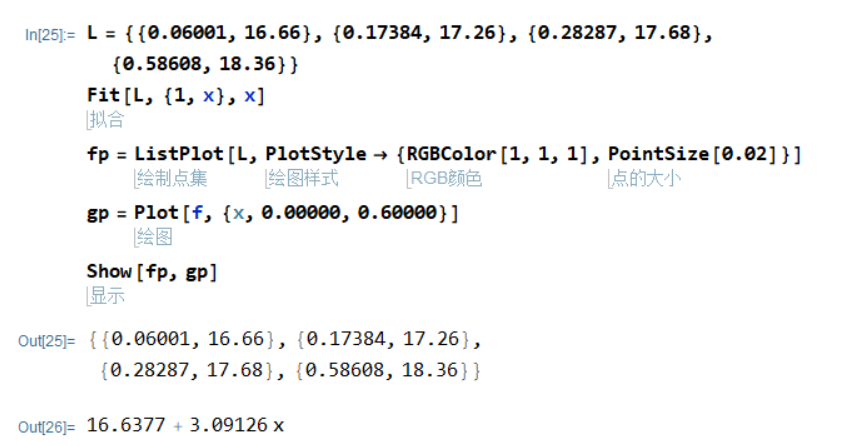 In[25]:= L = {{0.06001, 16.66}, {0.17384, 17.26}, {0.28287, 17.68},
{0.58608, 18.36}}
Fit[L, {1, x}, x]
拟合
fp = ListPlot[L, PlotStyle → {RGBColor[1, 1, 1], PointSize[0.02]}]
绘制点集 绘图样式 RGB颜色 点的大小
gp = Plot[f, {x, 0.00000, 0.60000}]
绘图
Show[fp, gp]
显示
Out[25]= {{0.06001, 16.66}, {0.17384, 17.26},
{0.28287, 17.68}, {0.58608, 18.36}}
Out[26]= 16.6377 + 3.09126 x